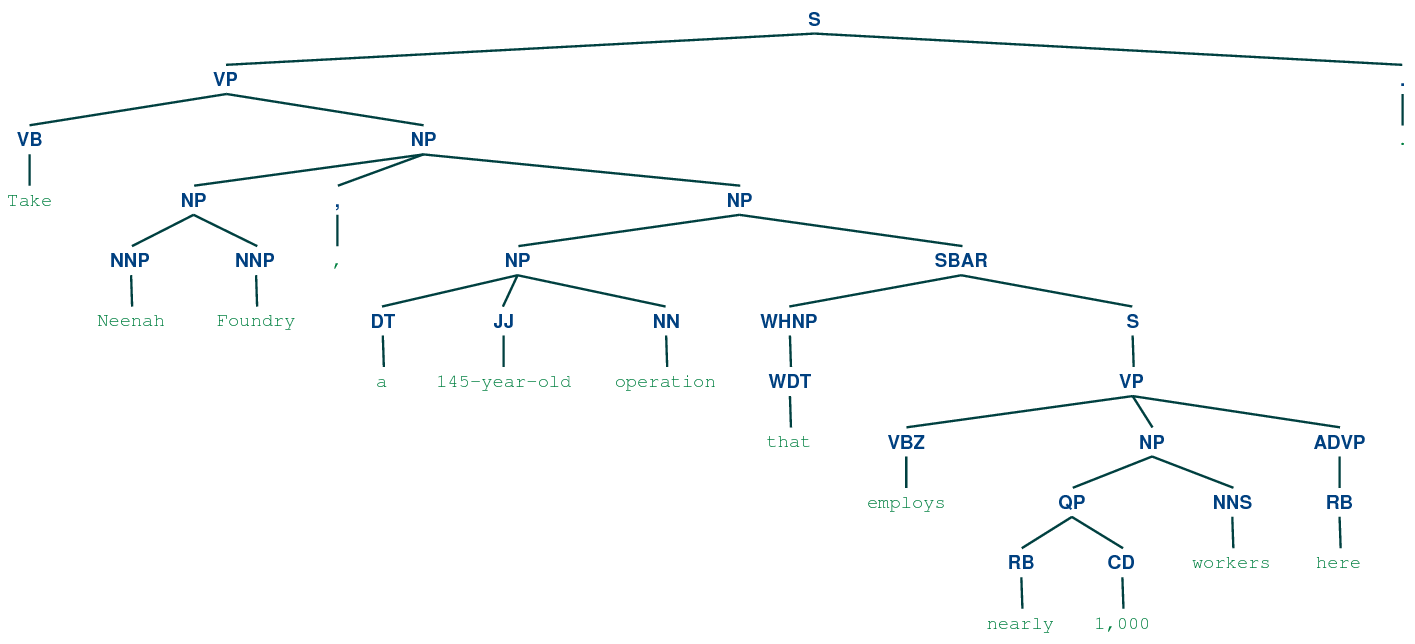 S
VP .
VB NP .
Take NP , NP
NNP NNP , NP SBAR
Neenah Foundry DT JJ NN WHNP S
a 145-year-old operation WDT VP
that VBZ NP ADVP
employs QP NNS RB
RB CD workers here
nearly 1,000